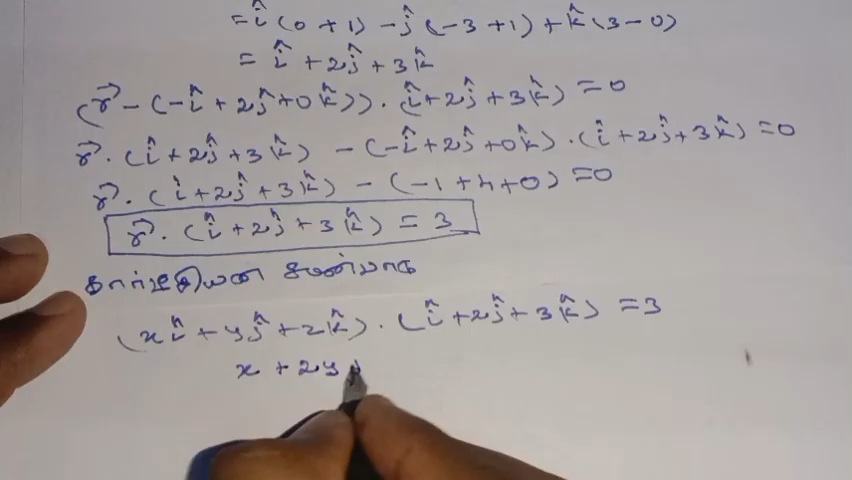 = î (0 + 1) - ĵ (-3 + 1) + k̂ (3 - 0)
= î + 2ĵ + 3k̂
(r⃗ - (-î + 2ĵ + 0k̂)) . (î + 2ĵ + 3k̂) = 0
r⃗ . (î + 2ĵ + 3k̂) - (-î + 2ĵ + 0k̂) . (î + 2ĵ + 3k̂) = 0
r⃗ . (î + 2ĵ + 3k̂) - (-1 + 4 + 0) = 0
r⃗ . (î + 2ĵ + 3k̂) = 3
கார்டீசியன் சமன்பாடு
(xî + yĵ + zk̂) . (î + 2ĵ + 3k̂) = 3
x + 2y